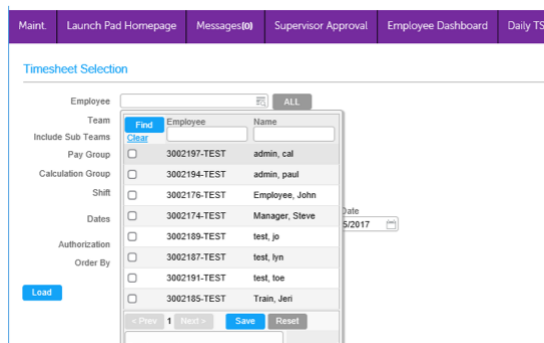 Maint. Launch Pad Homepage Messages[0] Supervisor Approval Employee Dashboard Daily TS
Timesheet Selection
Employee ALL
Team
Include Sub Teams
Pay Group
Calculation Group
Shift
Dates
Authorization
Order By
Load
Find Employee Name
Clear
3002197-TEST admin, cal
3002194-TEST admin, paul
3002176-TEST Employee, John
3002174-TEST Manager, Steve
3002189-TEST test, jo
3002187-TEST test, lyn
3002191-TEST test, toe
3002185-TEST Train, Jeri
< Prev 1 Next > Save Reset
Date
5/2017